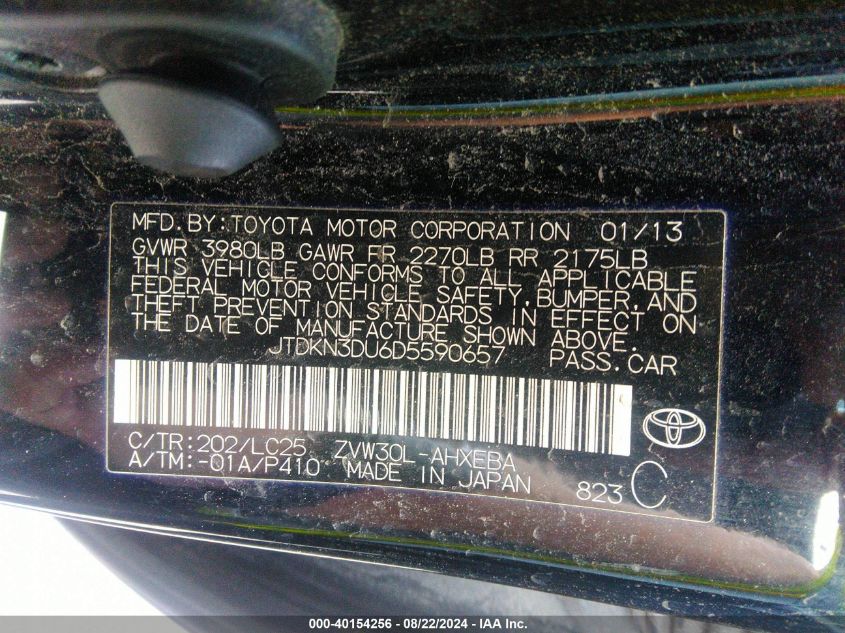 MFD.BY:TOYOTA MOTOR CORPORATION 01/13
GVWR 3980LB GAWR FR 2270LB RR 2175LB
THIS VEHICLE CONFORMS TO ALL APPLICABLE
FEDERAL MOTOR VEHICLE SAFETY,BUMPER,AND
THEFT PREVENTION STANDARDS IN EFFECT ON
THE DATE OF MANUFACTURE SHOWN ABOVE.
JTDKN3DU6D5590657 PASS.CAR
C/TR:202/LC25 ZVW30L-AHXEBA
A/TM:-01A/P410 MADE IN JAPAN 823 C
000-40154256 - 08/22/2024 - IAA Inc.